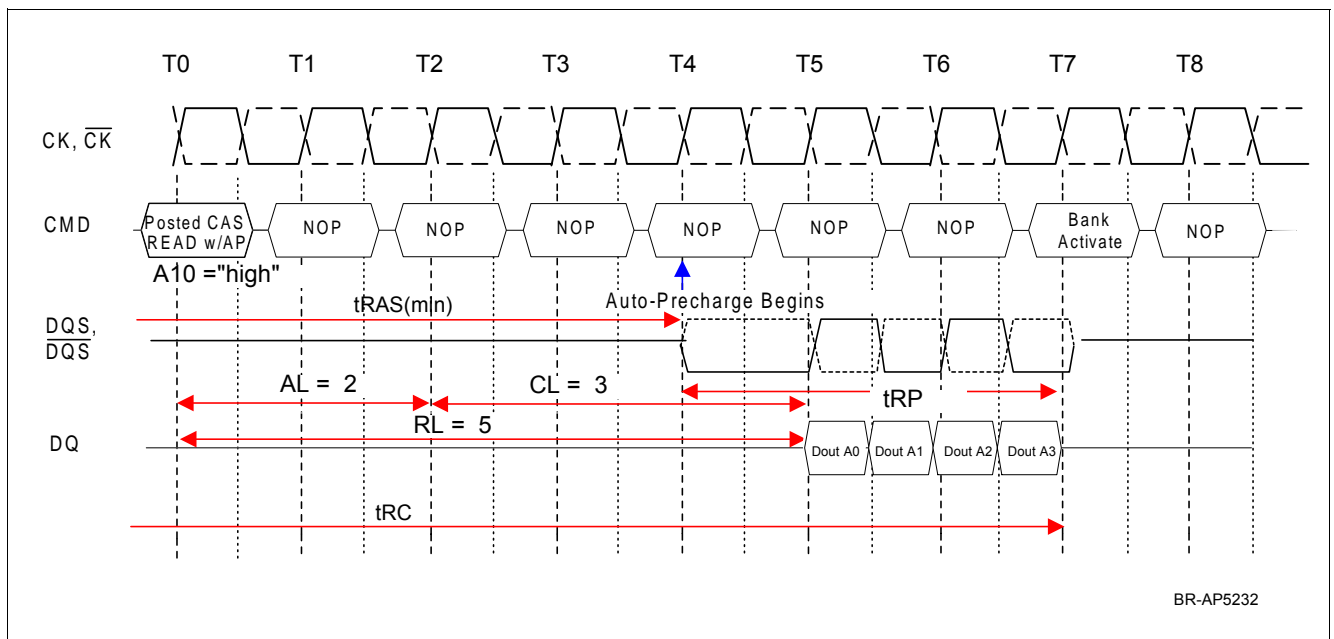 T0 T1 T2 T3 T4 T5 T6 T7 T8
CK, CK
CMD
Posted CAS
READ w/AP
NOP NOP NOP NOP NOP NOP
Bank
Activate
NOP
A10 ="high"
tRAS(min)
Auto-Precharge Begins
DQS,
DQS
AL = 2
CL = 3
tRP
RL = 5
DQ
Dout A0 Dout A1 Dout A2 Dout A3
tRC
BR-AP5232